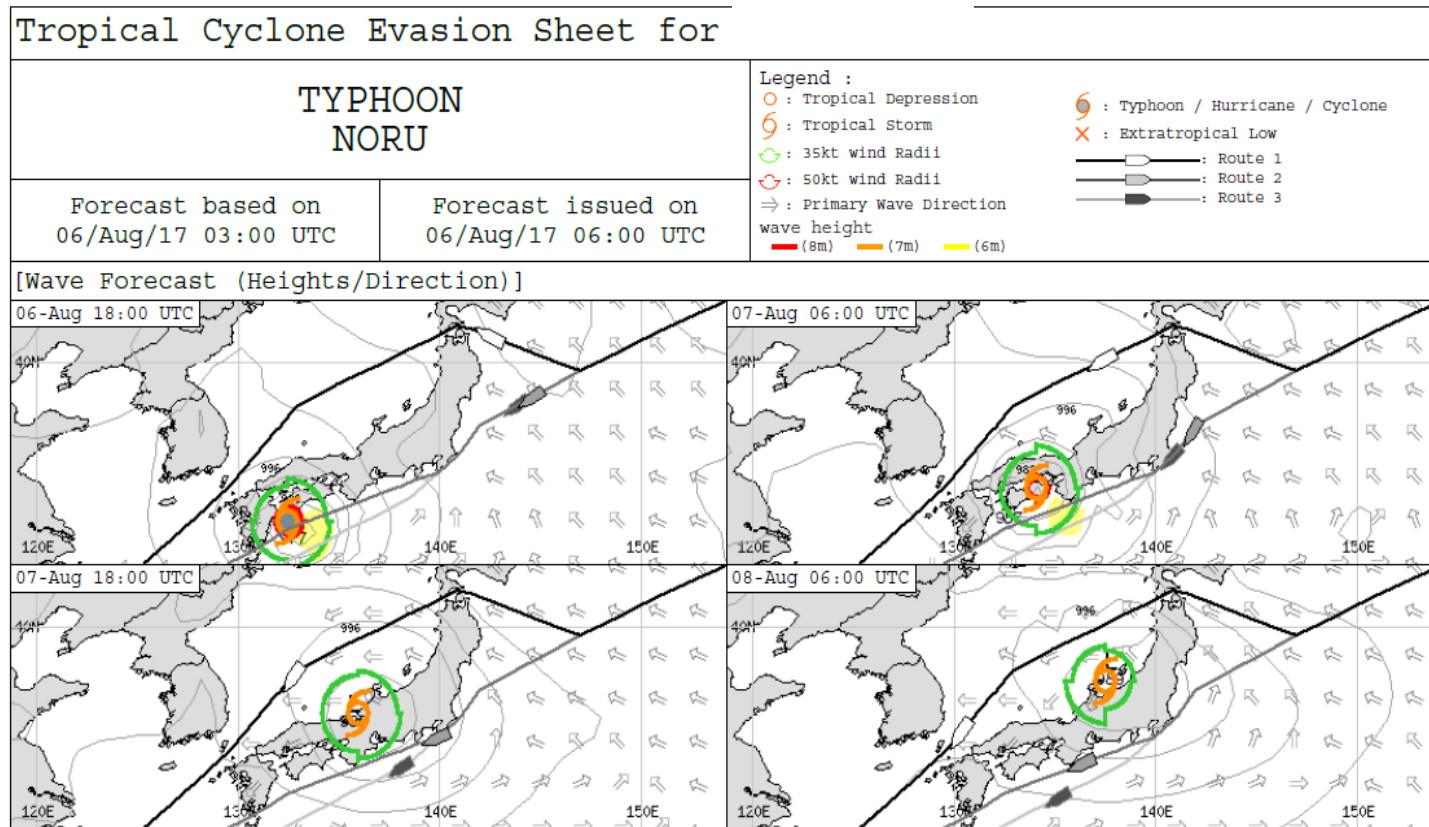 Tropical Cyclone Evasion Sheet for
TYPHOON
NORU
Forecast based on
06/Aug/17 03:00 UTC
Forecast issued on
06/Aug/17 06:00 UTC
Legend :
: Tropical Depression
: Tropical Storm
: 35kt wind Radii
: 50kt wind Radii
: Primary Wave Direction
wave height
(8m) (7m) (6m)
: Typhoon / Hurricane / Cyclone
: Extratropical Low
: Route 1
: Route 2
: Route 3
[Wave Forecast (Heights/Direction)]
06-Aug 18:00 UTC
40N
996
120E 130 140E 150E
07-Aug 06:00 UTC
40N
996
120E 130E 140E 150E
07-Aug 18:00 UTC
40N
996
120E 130 140E 150E
08-Aug 06:00 UTC
40N
996
120E 130 140E 150E